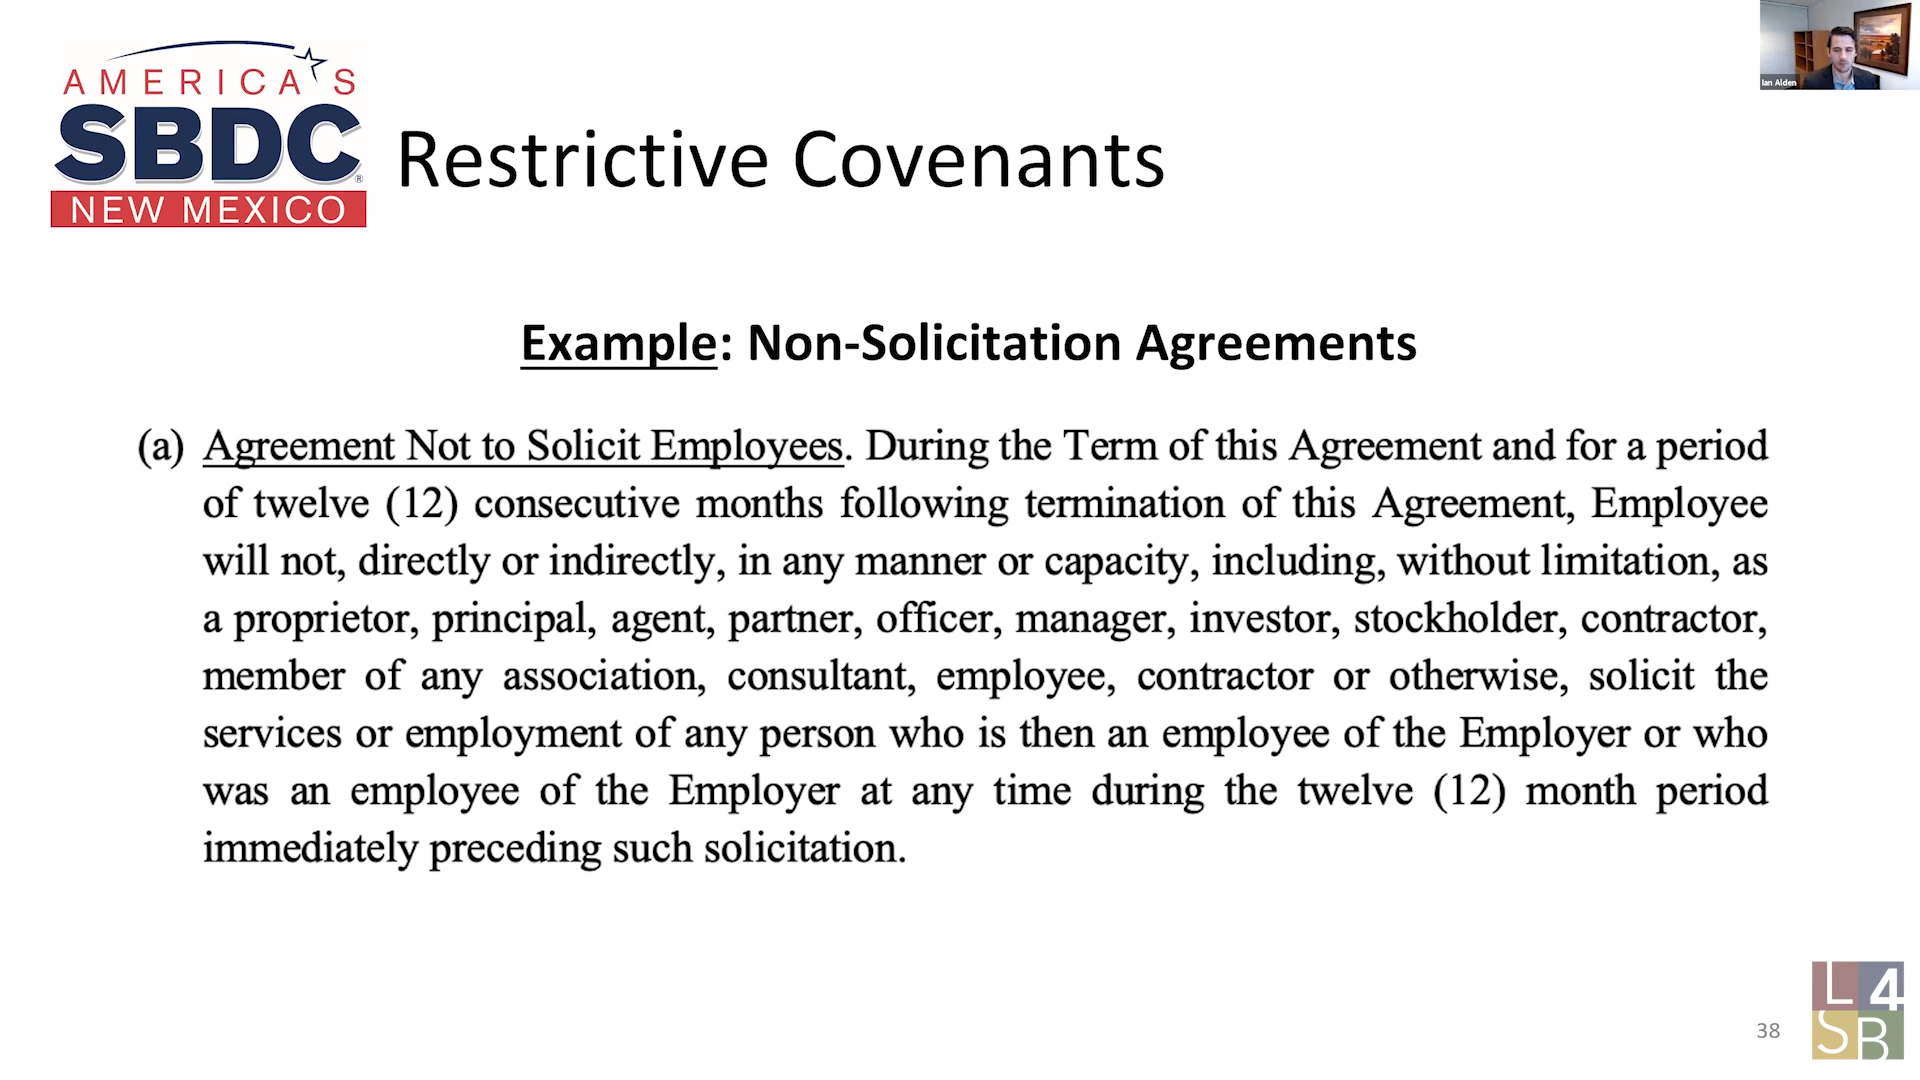 AMERICA'S
SBDC®
NEW MEXICO
Restrictive Covenants
Ian Alden
Example: Non-Solicitation Agreements
(a) Agreement Not to Solicit Employees. During the Term of this Agreement and for a period
of twelve (12) consecutive months following termination of this Agreement, Employee
will not, directly or indirectly, in any manner or capacity, including, without limitation, as
a proprietor, principal, agent, partner, officer, manager, investor, stockholder, contractor,
member of any association, consultant, employee, contractor or otherwise, solicit the
services or employment of any person who is then an employee of the Employer or who
was an employee of the Employer at any time during the twelve (12) month period
immediately preceding such solicitation.
38
L4
SB